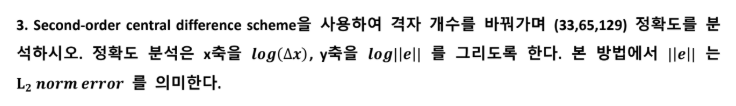 3. Second-order central difference scheme을 사용하여 격자 개수를 바꿔가며 (33,65,129) 정확도를 분
석하시오. 정확도 분석은 x축을 log(Δx), y축을 log||e|| 를 그리도록 한다. 본 방법에서 ||e|| 는
L₂ norm error 를 의미한다.